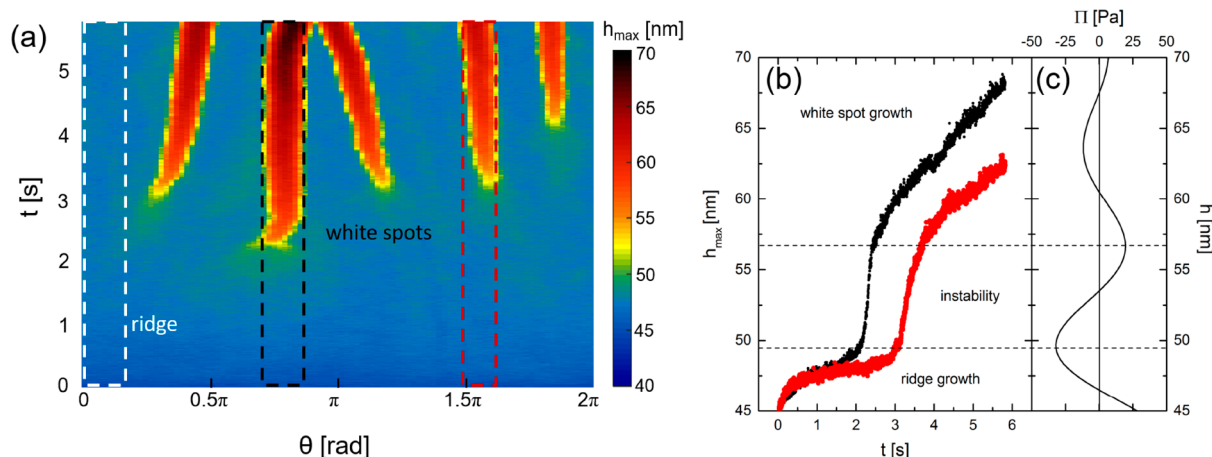 (a)
h_max [nm]
t [s]
5
4
3
2
1
0
white spots
ridge
0
0.5π
π
1.5π
2π
θ [rad]
70
65
60
55
50
45
40
(b)
white spot growth
instability
ridge growth
h_max
[nm]
70
65
60
55
50
45
0 1 2 3 4 5 6
t [s]
Π [Pa]
-50 -25 0 25 50
(c)
70
65
60
55
50
45
h [nm]